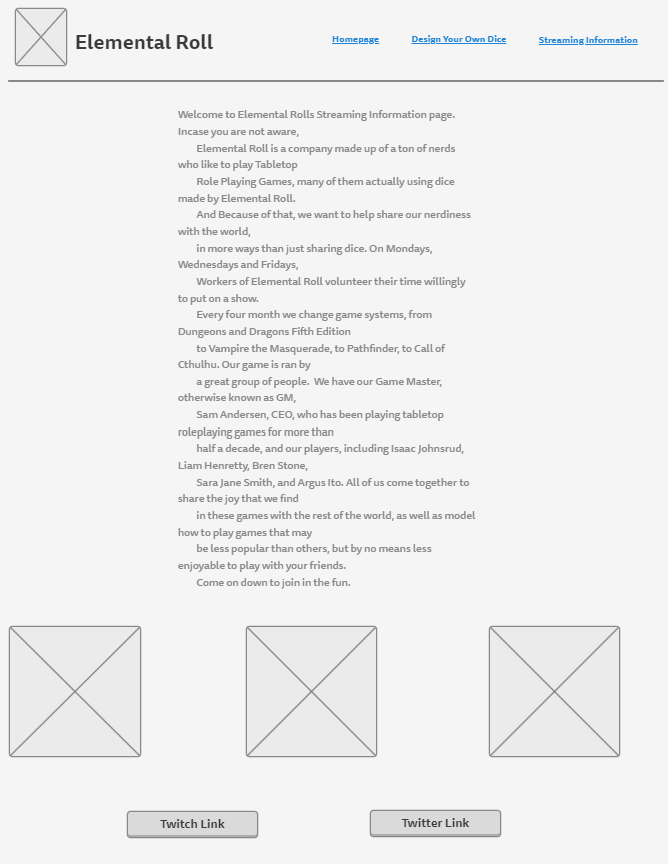 Elemental Roll
Homepage
Design Your Own Dice
Streaming Information
Welcome to Elemental Rolls Streaming Information page.
Incase you are not aware,
Elemental Roll is a company made up of a ton of nerds
who like to play Tabletop
Role Playing Games, many of them actually using dice
made by Elemental Roll.
And Because of that, we want to help share our nerdiness
with the world,
in more ways than just sharing dice. On Mondays,
Wednesdays and Fridays,
Workers of Elemental Roll volunteer their time willingly
to put on a show.
Every four month we change game systems, from
Dungeons and Dragons Fifth Edition
to Vampire the Masquerade, to Pathfinder, to Call of
Cthulhu. Our game is ran by
a great group of people.  We have our Game Master,
otherwise known as GM,
Sam Andersen, CEO, who has been playing tabletop
roleplaying games for more than
half a decade, and our players, including Isaac Johnsrud,
Liam Henretty, Bren Stone,
Sara Jane Smith, and Argus Ito. All of us come together to
share the joy that we find
in these games with the rest of the world, as well as model
how to play games that may
be less popular than others, but by no means less
enjoyable to play with your friends.
Come on down to join in the fun.
Twitch Link
Twitter Link